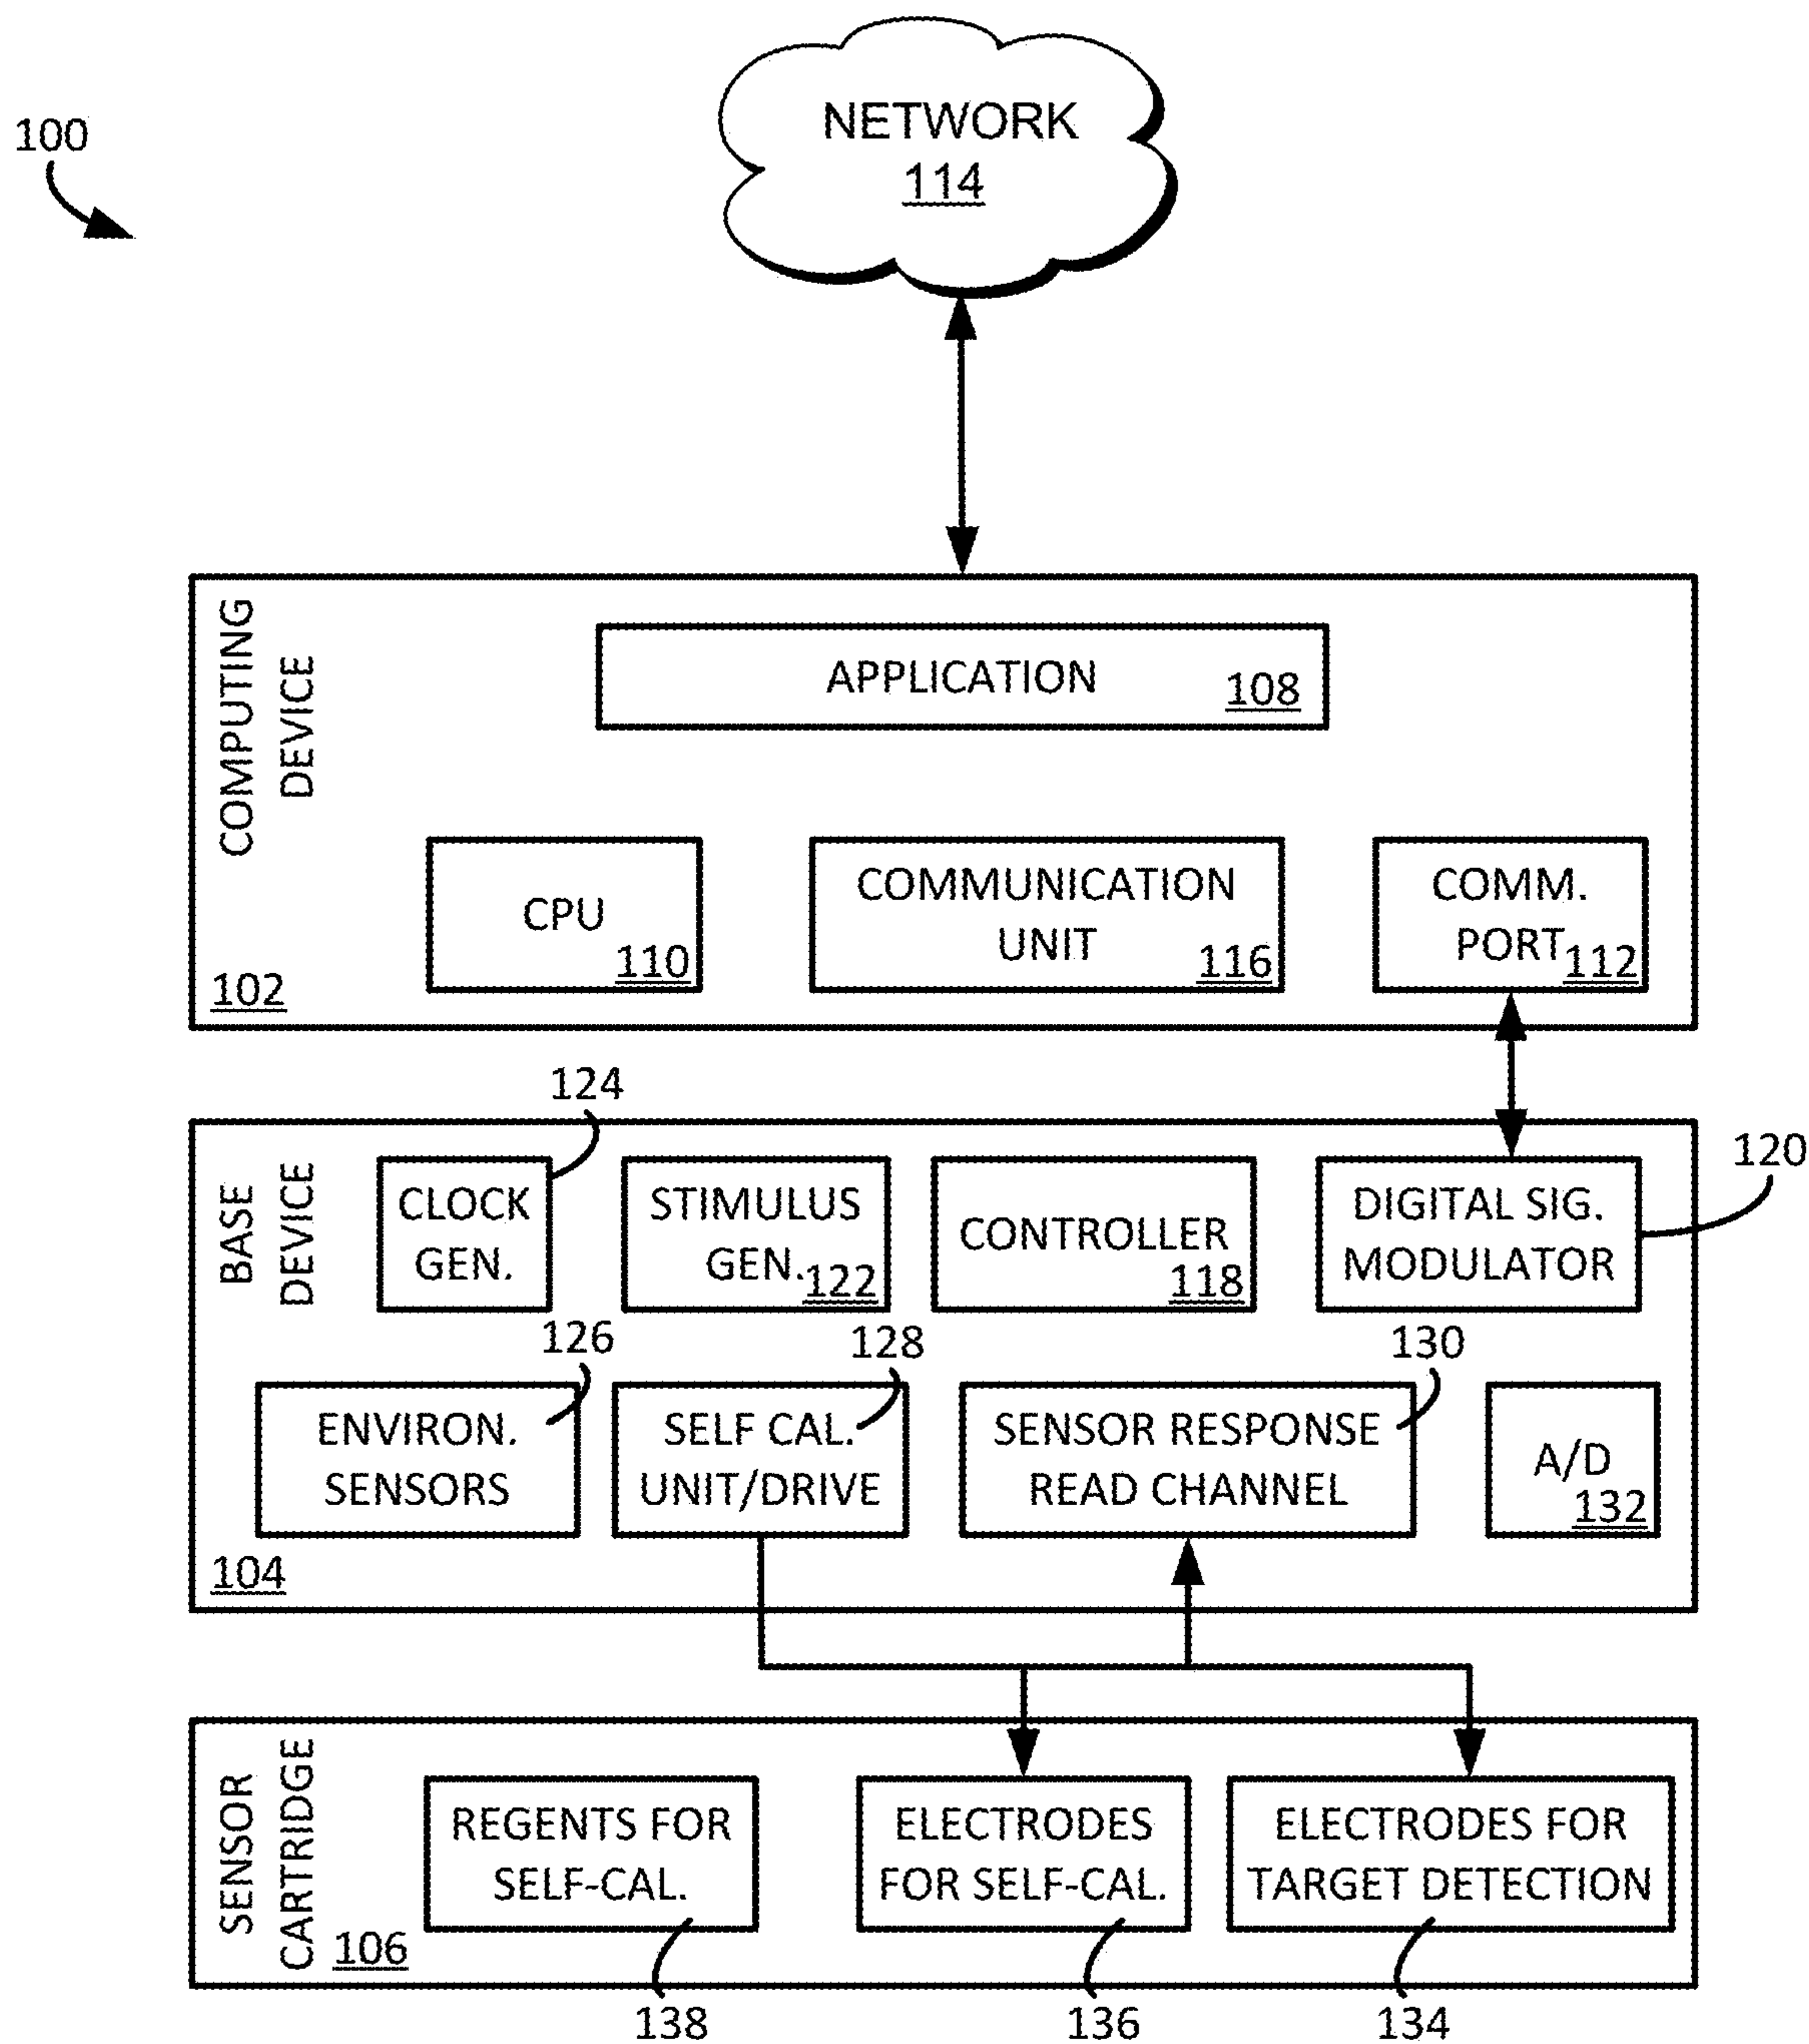 100
NETWORK
114
COMPUTING
DEVICE
APPLICATION
108
CPU
110
COMMUNICATION
UNIT
116
COMM.
PORT
112
102
124
120
BASE
DEVICE
CLOCK
GEN.
STIMULUS
GEN.
122
CONTROLLER
118
DIGITAL SIG.
MODULATOR
126
128
130
ENVIRON.
SENSORS
SELF CAL.
UNIT/DRIVE
SENSOR RESPONSE
READ CHANNEL
A/D
132
104
SENSOR
CARTRIDGE
REGENTS FOR
SELF-CAL.
ELECTRODES
FOR SELF-CAL.
ELECTRODES FOR
TARGET DETECTION
106
138
136
134